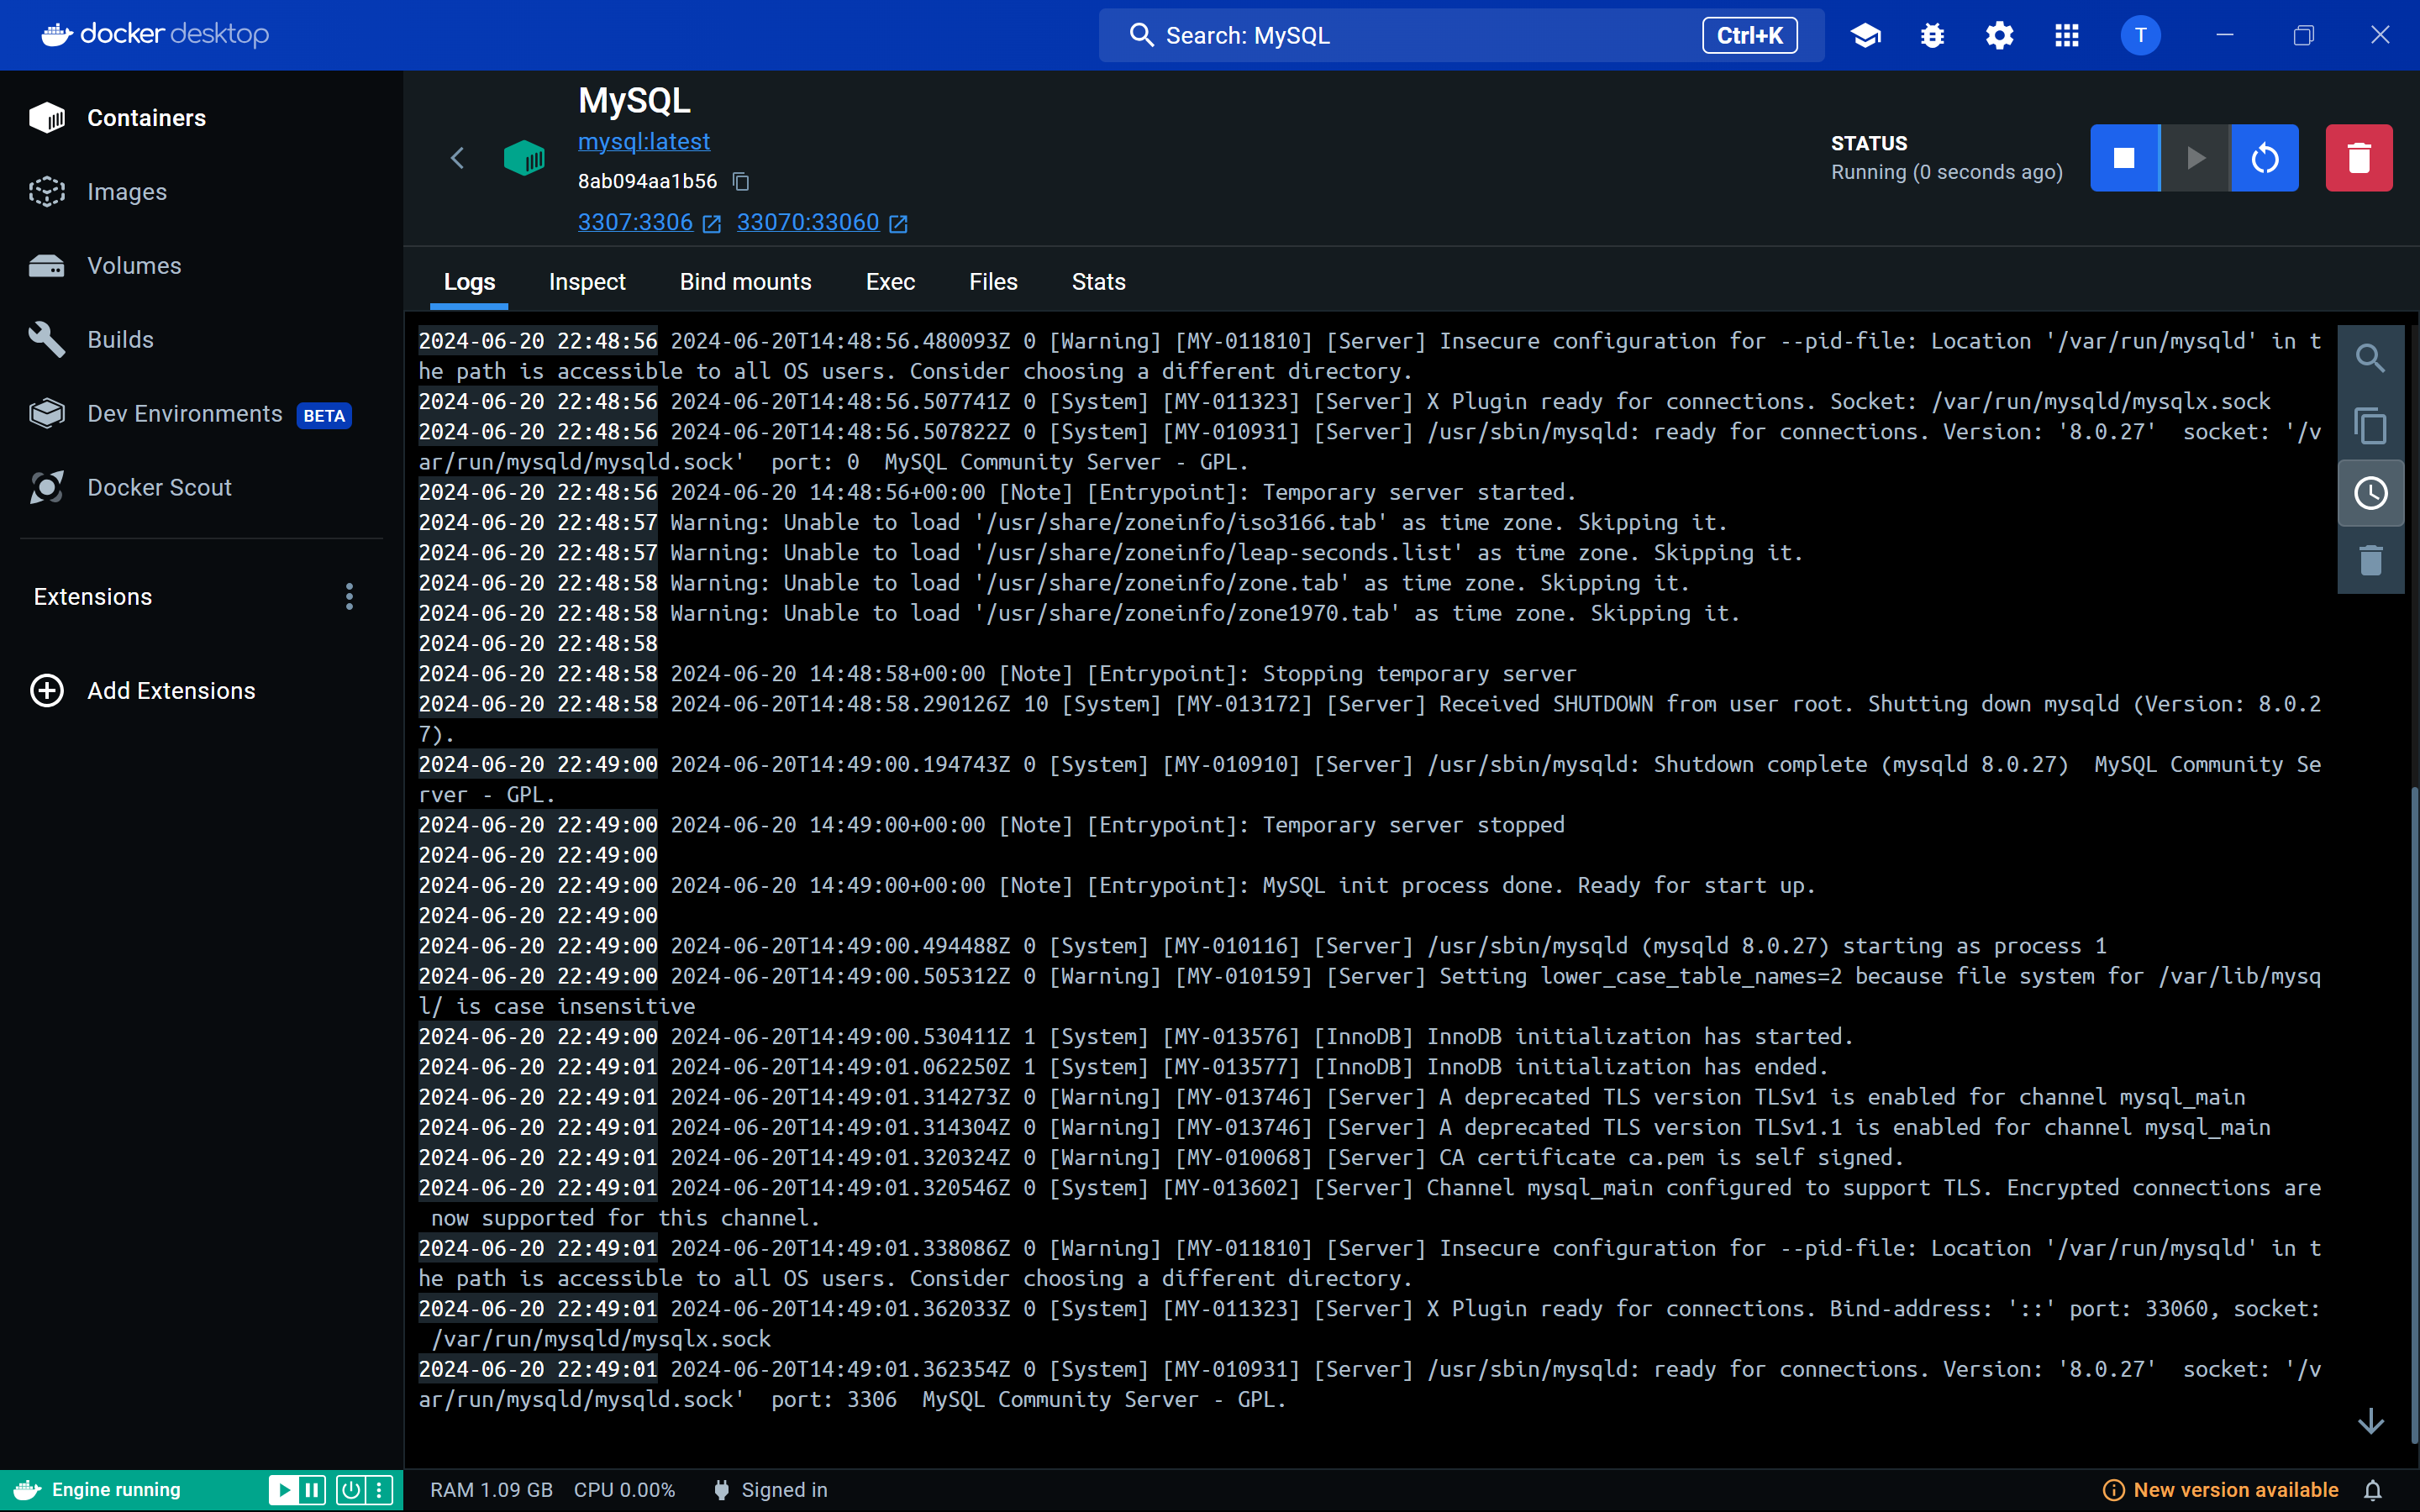 docker desktop
Search: MySQL
Ctrl+K
T
Containers
Images
Volumes
Builds
Dev Environments BETA
Docker Scout
Extensions
Add Extensions
MySQL
mysql:latest
8ab094aa1b56
3307:3306 33070:33060
STATUS
Running (0 seconds ago)
Logs Inspect Bind mounts Exec Files Stats
2024-06-20 22:48:56 2024-06-20T14:48:56.480093Z 0 [Warning] [MY-011810] [Server] Insecure configuration for --pid-file: Location '/var/run/mysqld' in t
he path is accessible to all OS users. Consider choosing a different directory.
2024-06-20 22:48:56 2024-06-20T14:48:56.507741Z 0 [System] [MY-011323] [Server] X Plugin ready for connections. Socket: /var/run/mysqld/mysqlx.sock
2024-06-20 22:48:56 2024-06-20T14:48:56.507822Z 0 [System] [MY-010931] [Server] /usr/sbin/mysqld: ready for connections. Version: '8.0.27'  socket: '/v
ar/run/mysqld/mysqld.sock'  port: 0  MySQL Community Server - GPL.
2024-06-20 22:48:56 2024-06-20 14:48:56+00:00 [Note] [Entrypoint]: Temporary server started.
2024-06-20 22:48:57 Warning: Unable to load '/usr/share/zoneinfo/iso3166.tab' as time zone. Skipping it.
2024-06-20 22:48:57 Warning: Unable to load '/usr/share/zoneinfo/leap-seconds.list' as time zone. Skipping it.
2024-06-20 22:48:58 Warning: Unable to load '/usr/share/zoneinfo/zone.tab' as time zone. Skipping it.
2024-06-20 22:48:58 Warning: Unable to load '/usr/share/zoneinfo/zone1970.tab' as time zone. Skipping it.
2024-06-20 22:48:58
2024-06-20 22:48:58 2024-06-20 14:48:58+00:00 [Note] [Entrypoint]: Stopping temporary server
2024-06-20 22:48:58 2024-06-20T14:48:58.290126Z 10 [System] [MY-013172] [Server] Received SHUTDOWN from user root. Shutting down mysqld (Version: 8.0.2
7).
2024-06-20 22:49:00 2024-06-20T14:49:00.194743Z 0 [System] [MY-010910] [Server] /usr/sbin/mysqld: Shutdown complete (mysqld 8.0.27)  MySQL Community Se
rver - GPL.
2024-06-20 22:49:00 2024-06-20 14:49:00+00:00 [Note] [Entrypoint]: Temporary server stopped
2024-06-20 22:49:00
2024-06-20 22:49:00 2024-06-20 14:49:00+00:00 [Note] [Entrypoint]: MySQL init process done. Ready for start up.
2024-06-20 22:49:00
2024-06-20 22:49:00 2024-06-20T14:49:00.494488Z 0 [System] [MY-010116] [Server] /usr/sbin/mysqld (mysqld 8.0.27) starting as process 1
2024-06-20 22:49:00 2024-06-20T14:49:00.505312Z 0 [Warning] [MY-010159] [Server] Setting lower_case_table_names=2 because file system for /var/lib/mysq
l/ is case insensitive
2024-06-20 22:49:00 2024-06-20T14:49:00.530411Z 1 [System] [MY-013576] [InnoDB] InnoDB initialization has started.
2024-06-20 22:49:01 2024-06-20T14:49:01.062250Z 1 [System] [MY-013577] [InnoDB] InnoDB initialization has ended.
2024-06-20 22:49:01 2024-06-20T14:49:01.314273Z 0 [Warning] [MY-013746] [Server] A deprecated TLS version TLSv1 is enabled for channel mysql_main
2024-06-20 22:49:01 2024-06-20T14:49:01.314304Z 0 [Warning] [MY-013746] [Server] A deprecated TLS version TLSv1.1 is enabled for channel mysql_main
2024-06-20 22:49:01 2024-06-20T14:49:01.320324Z 0 [Warning] [MY-010068] [Server] CA certificate ca.pem is self signed.
2024-06-20 22:49:01 2024-06-20T14:49:01.320546Z 0 [System] [MY-013602] [Server] Channel mysql_main configured to support TLS. Encrypted connections are
now supported for this channel.
2024-06-20 22:49:01 2024-06-20T14:49:01.338086Z 0 [Warning] [MY-011810] [Server] Insecure configuration for --pid-file: Location '/var/run/mysqld' in t
he path is accessible to all OS users. Consider choosing a different directory.
2024-06-20 22:49:01 2024-06-20T14:49:01.362033Z 0 [System] [MY-011323] [Server] X Plugin ready for connections. Bind-address: '::' port: 33060, socket:
/var/run/mysqld/mysqlx.sock
2024-06-20 22:49:01 2024-06-20T14:49:01.362354Z 0 [System] [MY-010931] [Server] /usr/sbin/mysqld: ready for connections. Version: '8.0.27'  socket: '/v
ar/run/mysqld/mysqld.sock'  port: 3306  MySQL Community Server - GPL.
Engine running
RAM 1.09 GB CPU 0.00% Signed in
New version available